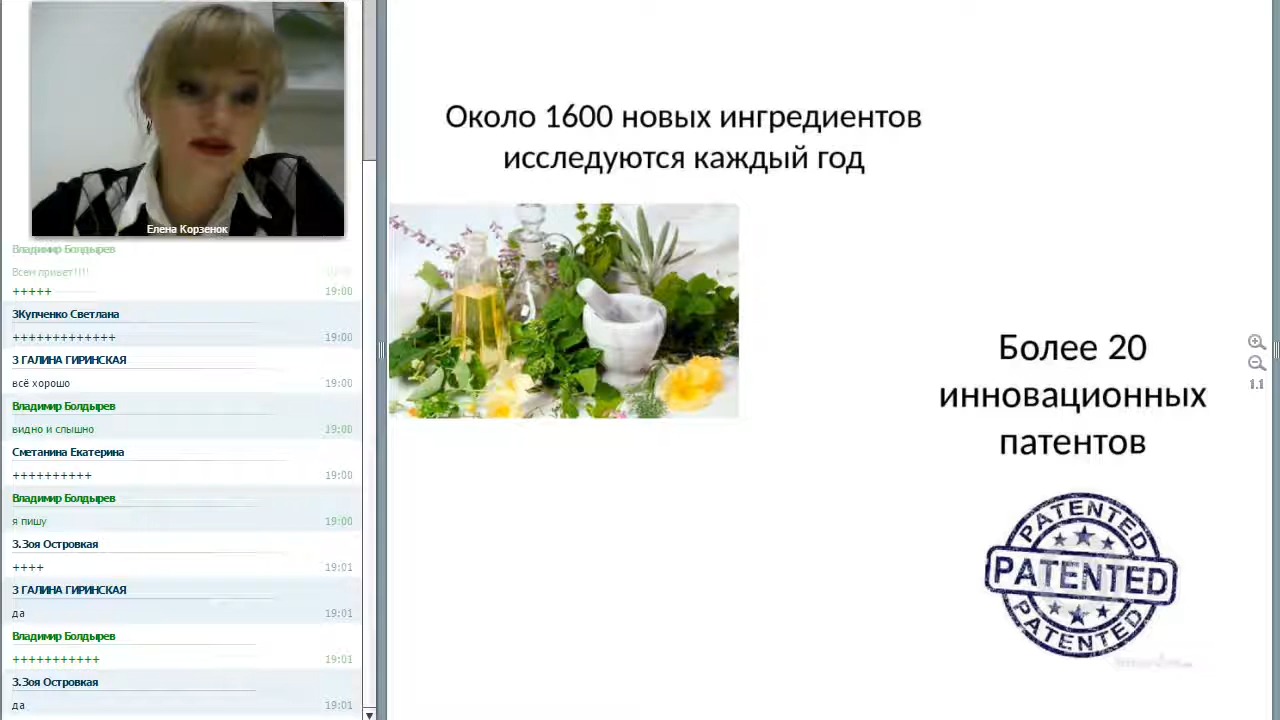 Елена Корзенок
Владимир Болдырев
Всем привет!!!!
+++++ 19:00
3Купченко Светлана
+++++++++++++ 19:00
3 ГАЛИНА ГИРИНСКАЯ
всё хорошо 19:00
Владимир Болдырев
видно и слышно 19:00
Сметанина Екатерина
++++++++++ 19:00
Владимир Болдырев
я пишу 19:00
3.Зоя Островкая
++++ 19:01
3 ГАЛИНА ГИРИНСКАЯ
да 19:01
Владимир Болдырев
+++++++++++ 19:01
3.Зоя Островкая
да 19:01
Около 1600 новых ингредиентов
исследуются каждый год
Более 20
инновационных
патентов
PATENTED
PATENTED
PATENTED
1.1